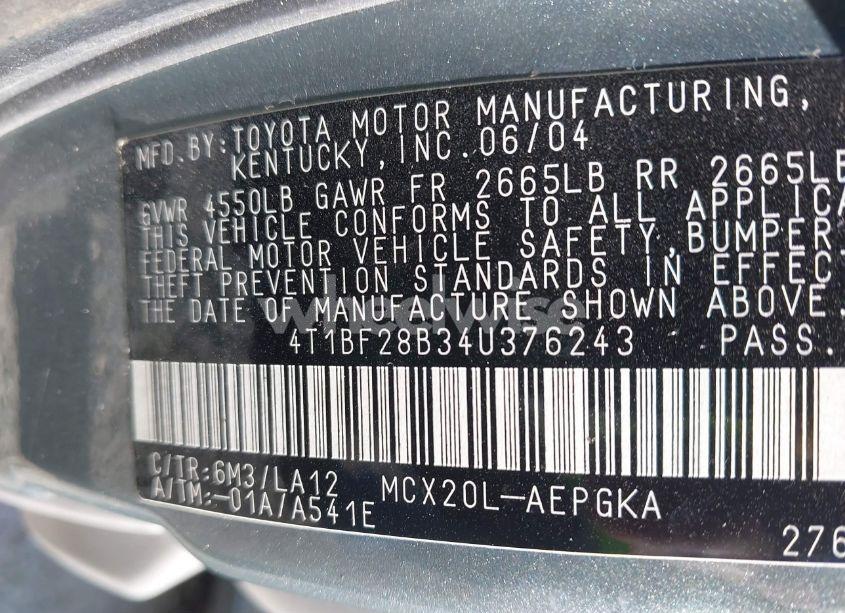 MFD.BY:TOYOTA MOTOR MANUFACTURING,
KENTUCKY,INC.06/04
GVWR 4550LB GAWR FR 2665LB RR 2665LB
THIS VEHICLE CONFORMS TO ALL APPLICA
FEDERAL MOTOR VEHICLE SAFETY,BUMPER,
THEFT PREVENTION STANDARDS IN EFFECT
THE DATE OF MANUFACTURE SHOWN ABOVE.
wheelwise
4T1BF28B34U376243 PASS.
C/TR:6M3/LA12 MCX20L-AEPGKA
A/TM:-01A/A541E
276